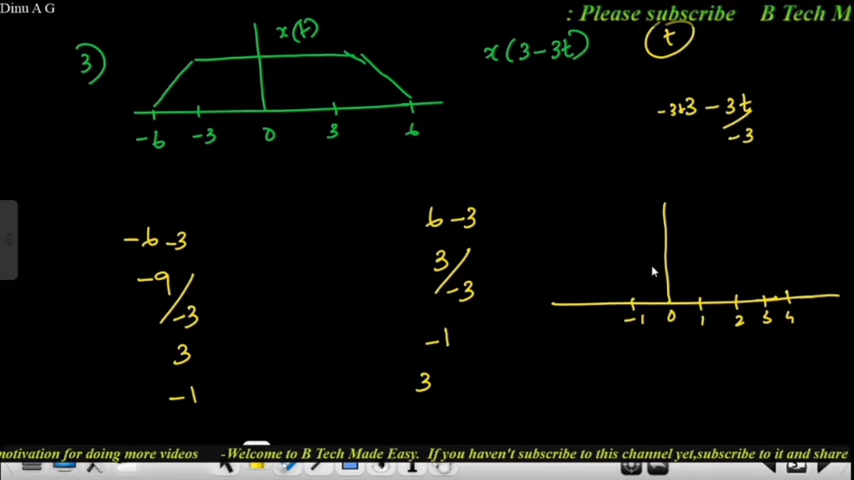 Dinu A G
: Please subscribe B Tech M
3)
x(t)
x(3-3t)
t
-6 -3 0 3 6
-3+3 - 3t
-3
-6-3
-9/-3
3
-1
6-3
3/-3
-1
3
-1 0 1 2 3 4
motivation for doing more videos -Welcome to B Tech Made Easy. If you haven't subscribe to this channel yet,subscribe to it and share